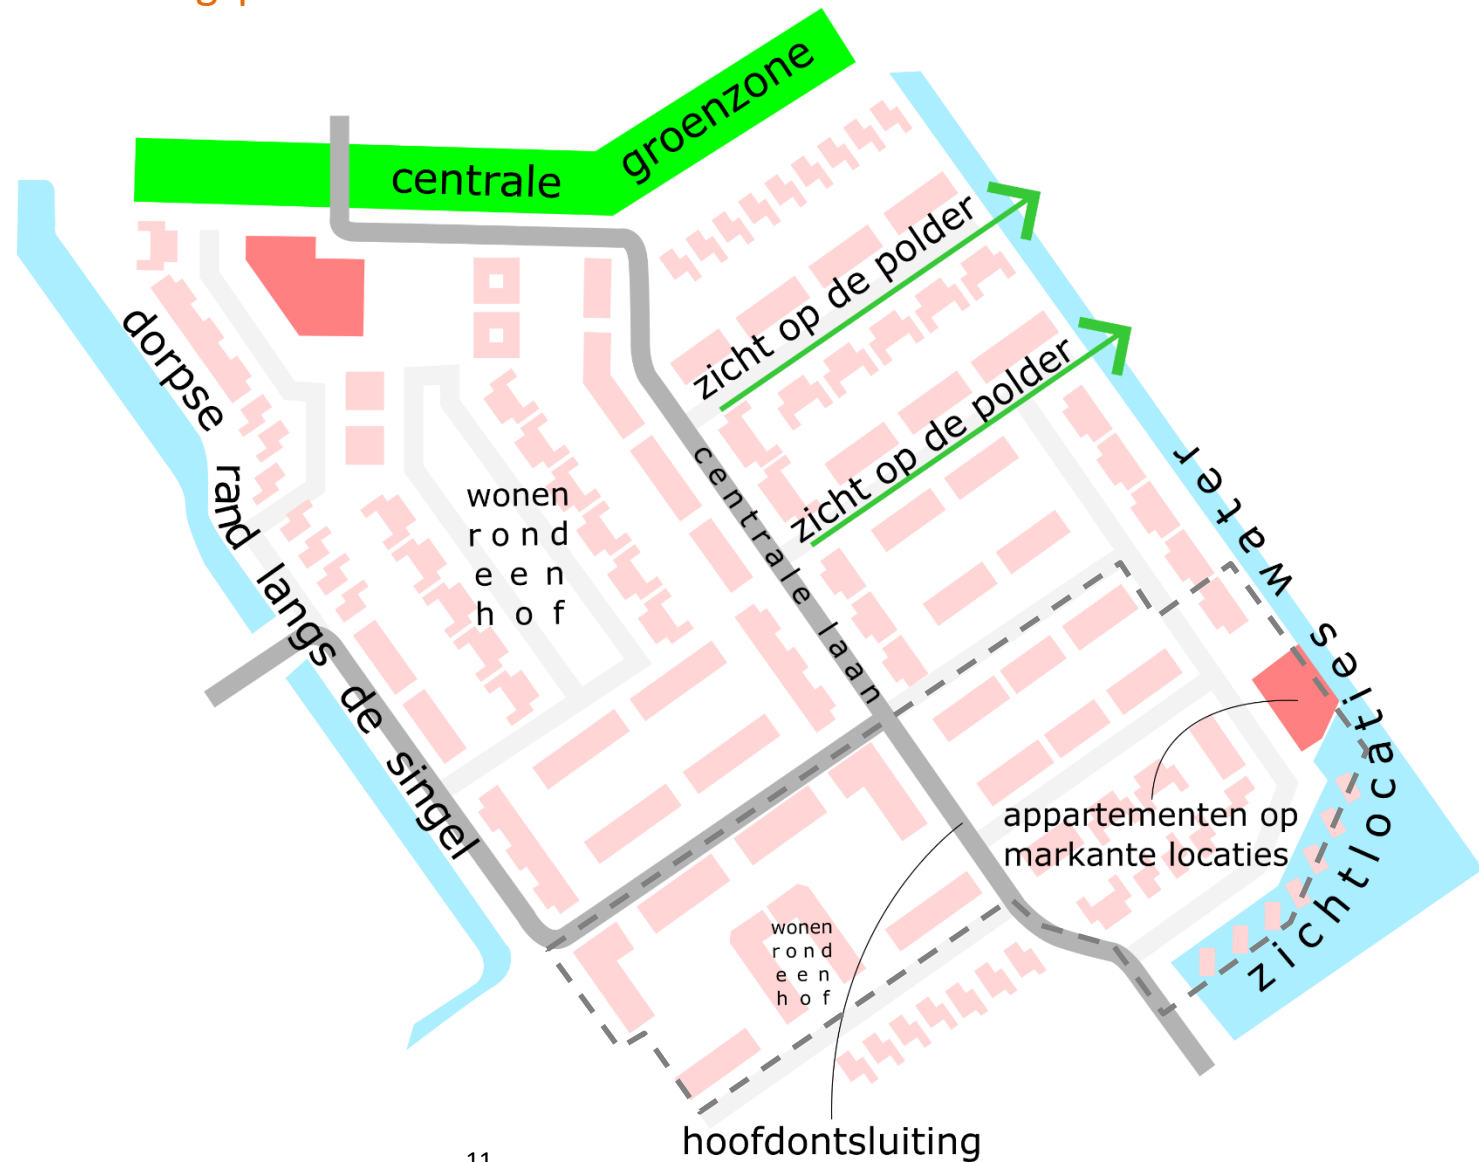 centrale groenzone
zicht op de polder
zicht op de polder
dorpse rand langs de singel
wonen
rond
een
hof
centrale laan
water
zichtlocaties
appartementen op
markante locaties
wonen
rond
een
hof
hoofdontsluiting
11